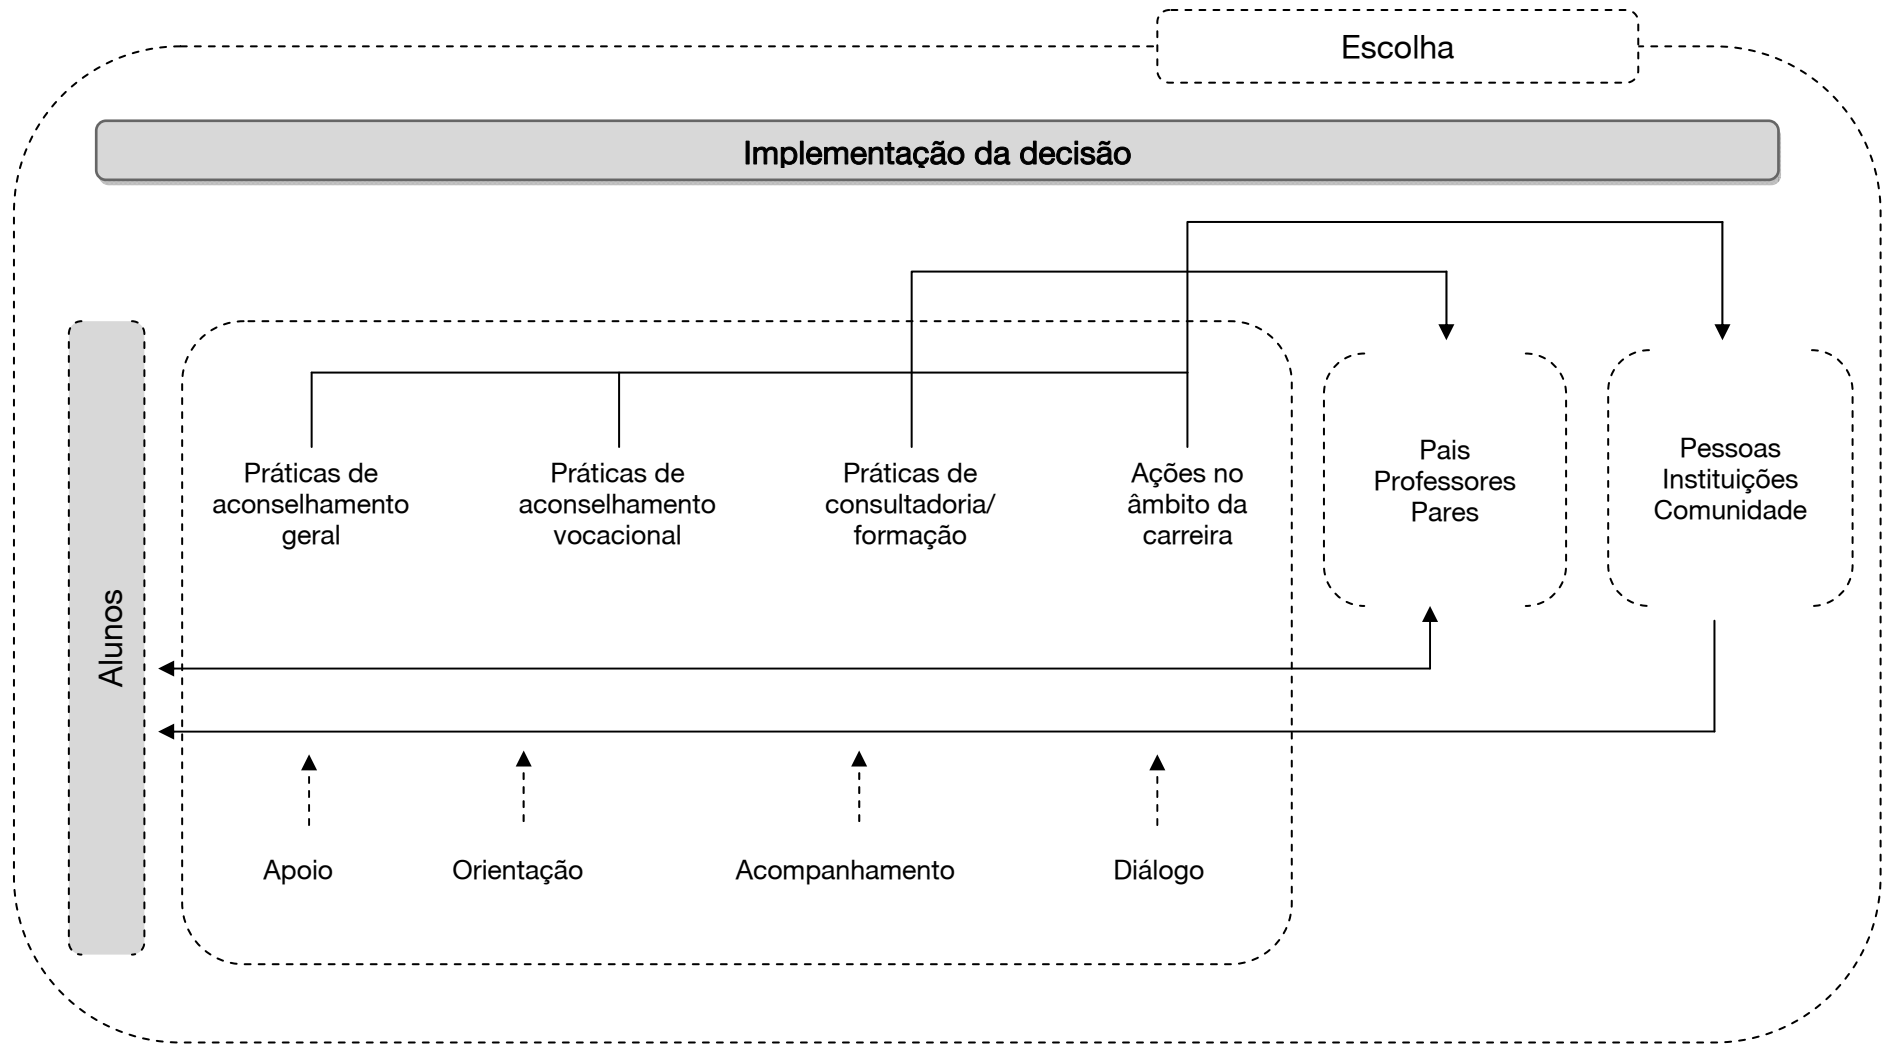 Escolha
Implementação da decisão
Alunos
Práticas de
aconselhamento
geral
Práticas de
aconselhamento
vocacional
Práticas de
consultadoria/
formação
Ações no
âmbito da
carreira
Pais
Professores
Pares
Pessoas
Instituições
Comunidade
Apoio
Orientação
Acompanhamento
Diálogo